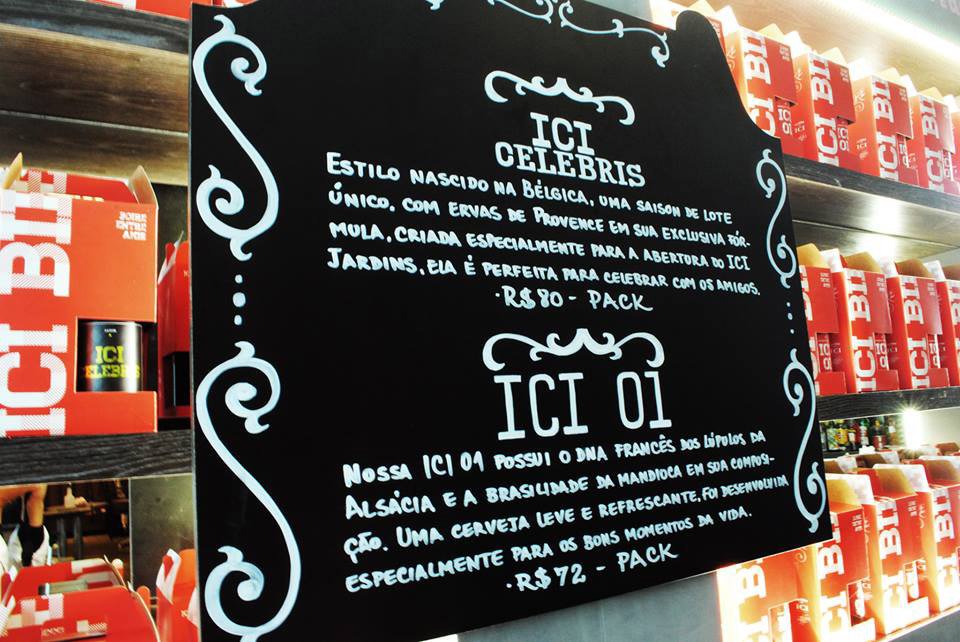 ICI
CELEBRIS
ESTILO NASCIDO NA BÉLGICA, UMA SAISON DE LOTE
ÚNICO, COM ERVAS DE PROVENCE EM SUA EXCLUSIVA FÓR-
MULA. CRIADA ESPECIALMENTE PARA A ABERTURA DO ICI
JARDINS, ELA É PERFEITA PARA CELEBRAR COM OS AMIGOS.
·R$80 - PACK
ICI 01
NOSSA ICI 01 POSSUI O DNA FRANCÊS DOS LÚPULOS DA
ALSÁCIA E A BRASILIDADE DA MANDIOCA EM SUA COMPOSI-
ÇÃO. UMA CERVEJA LEVE E REFRESCANTE, FOI DESENVOLVIDA
ESPECIALMENTE PARA OS BONS MOMENTOS DA VIDA.
·R$72 - PACK
BOIRE
ENTRE
AMIS
ICI
CELEBRIS